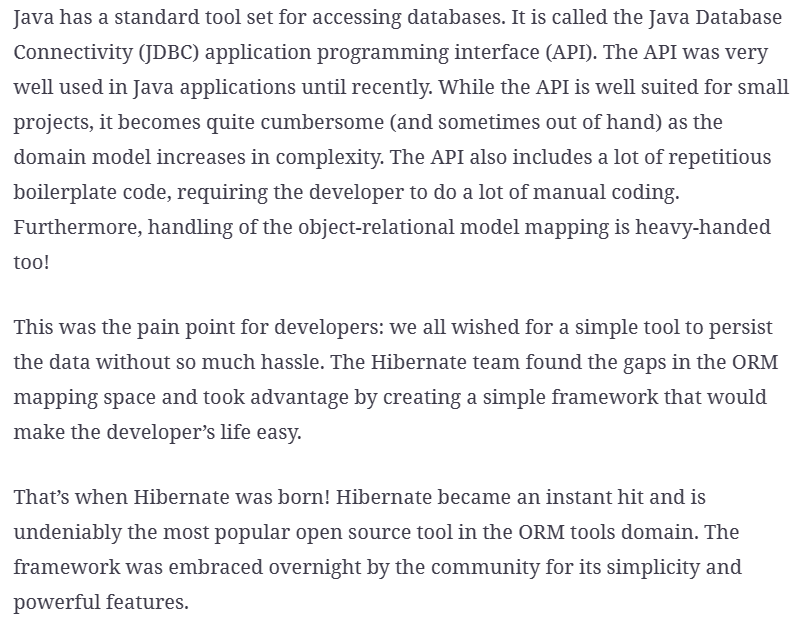 Java has a standard tool set for accessing databases. It is called the Java Database
Connectivity (JDBC) application programming interface (API). The API was very
well used in Java applications until recently. While the API is well suited for small
projects, it becomes quite cumbersome (and sometimes out of hand) as the
domain model increases in complexity. The API also includes a lot of repetitious
boilerplate code, requiring the developer to do a lot of manual coding.
Furthermore, handling of the object-relational model mapping is heavy-handed
too!
This was the pain point for developers: we all wished for a simple tool to persist
the data without so much hassle. The Hibernate team found the gaps in the ORM
mapping space and took advantage by creating a simple framework that would
make the developer’s life easy.
That’s when Hibernate was born! Hibernate became an instant hit and is
undeniably the most popular open source tool in the ORM tools domain. The
framework was embraced overnight by the community for its simplicity and
powerful features.